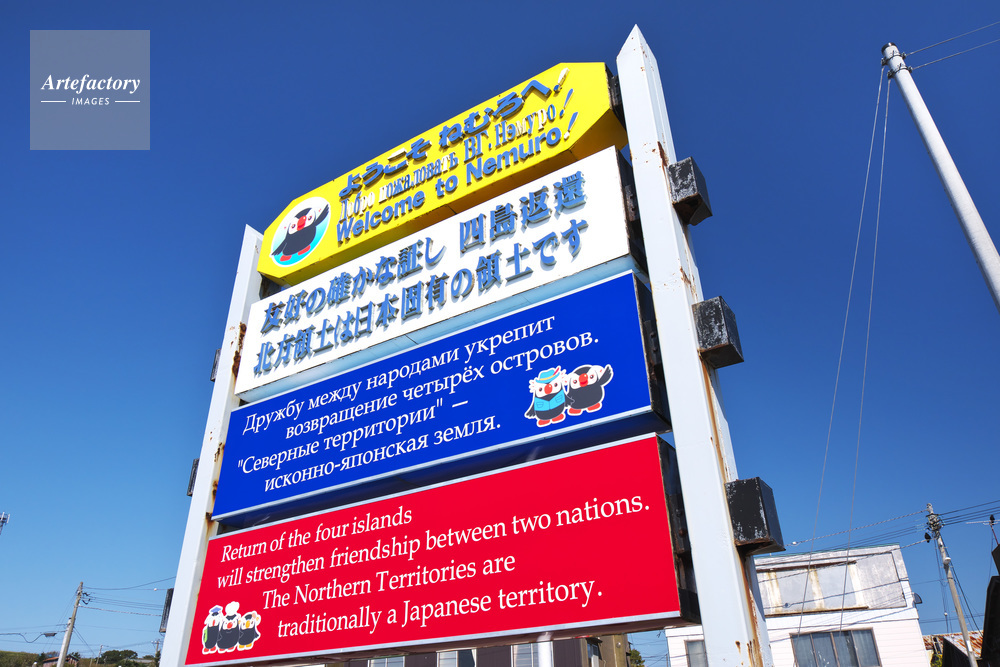 Artefactory
IMAGES
ようこそ ねむろへ!
пожаловать В Г. Нэмуро!
Welcome to Nemuro!
友好の確かな証し 四島返還
北方領土は日本固有の領土です
Дружбу между народами укрепит
возвращение четырёх островов.
"Северные территории" –
исконно-японская земля.
Return of the four islands
will strengthen friendship between two nations.
The Northern Territories are
traditionally a Japanese territory.